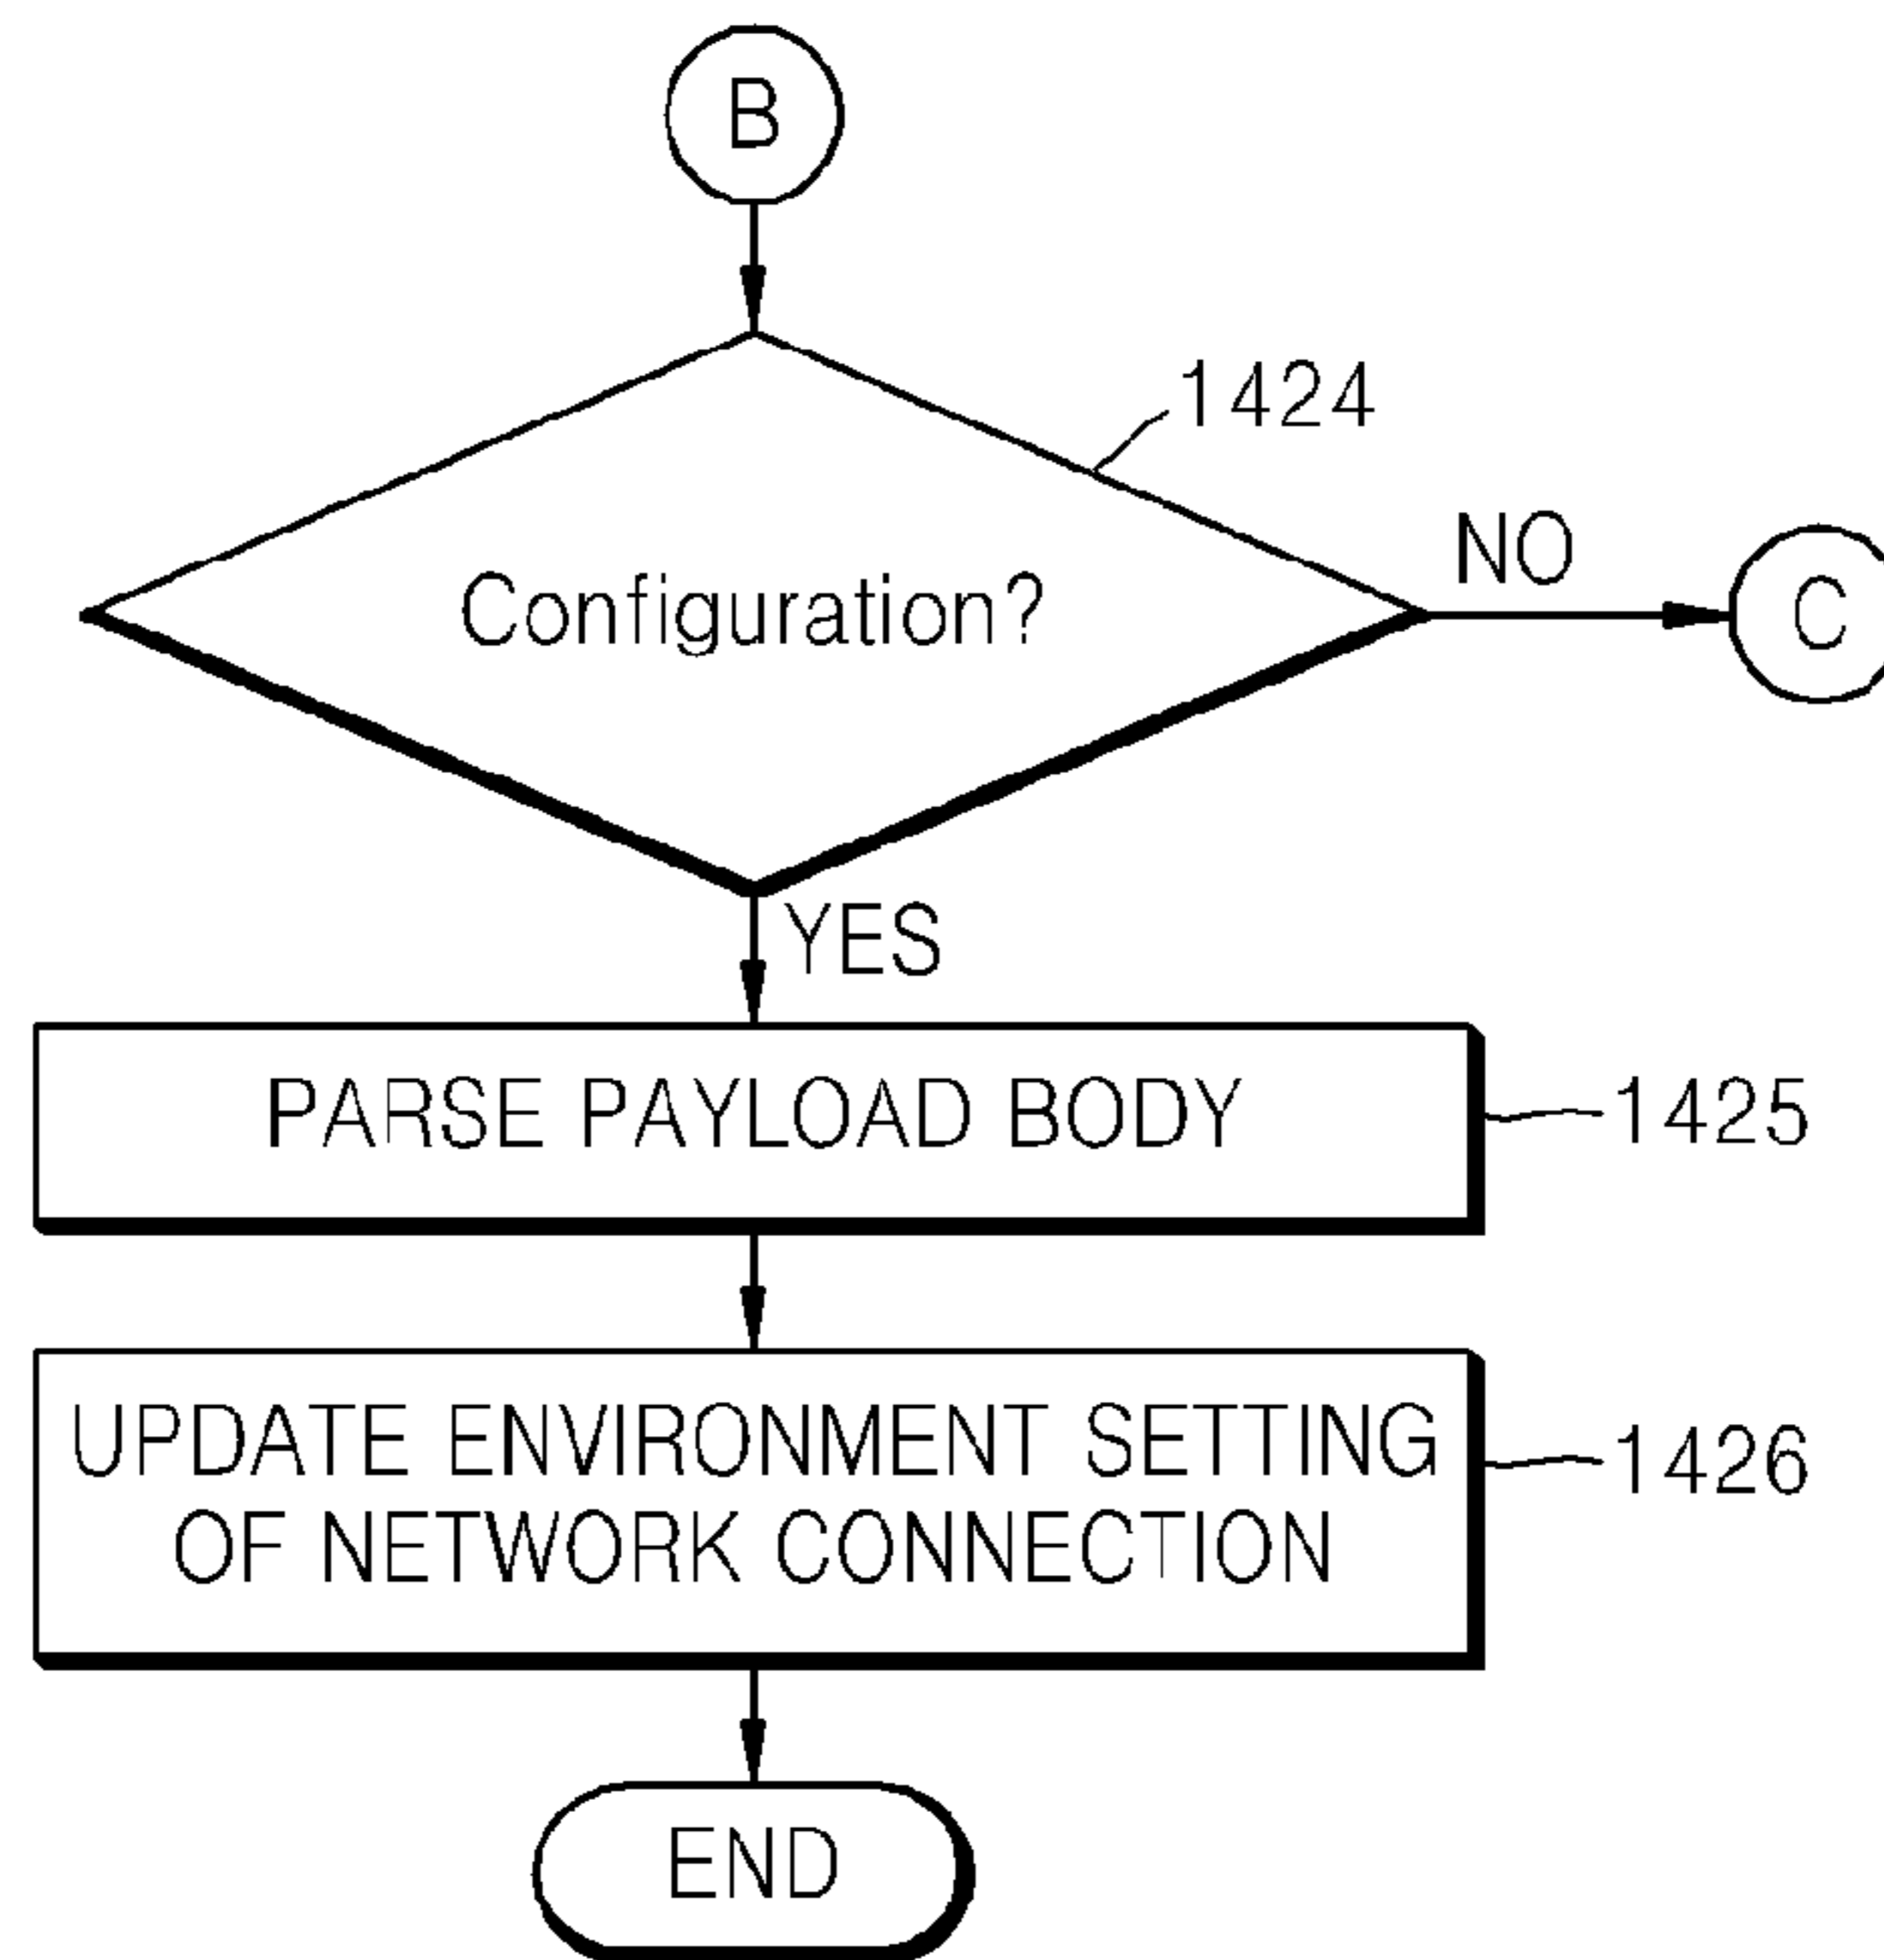 B
1424
Configuration?
NO
C
YES
PARSE PAYLOAD BODY
1425
UPDATE ENVIRONMENT SETTING
OF NETWORK CONNECTION
1426
END